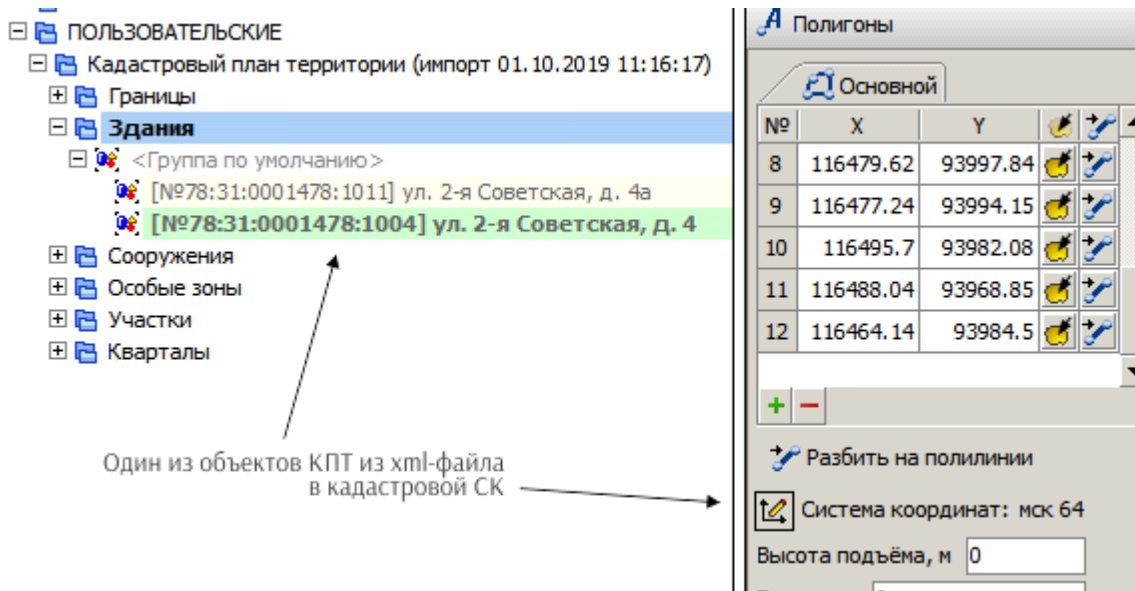 ПОЛЬЗОВАТЕЛЬСКИЕ
Кадастровый план территории (импорт 01.10.2019 11:16:17)
Границы
Здания
<Группа по умолчанию>
[№78:31:0001478:1011] ул. 2-я Советская, д. 4а
[№78:31:0001478:1004] ул. 2-я Советская, д. 4
Сооружения
Особые зоны
Участки
Кварталы
Один из объектов КПТ из xml-файла
в кадастровой СК
Полигоны
Основной
№ X Y
8 116479.62 93997.84
9 116477.24 93994.15
10 116495.7 93982.08
11 116488.04 93968.85
12 116464.14 93984.5
Разбить на полилинии
Система координат: мск 64
Высота подъёма, м 0